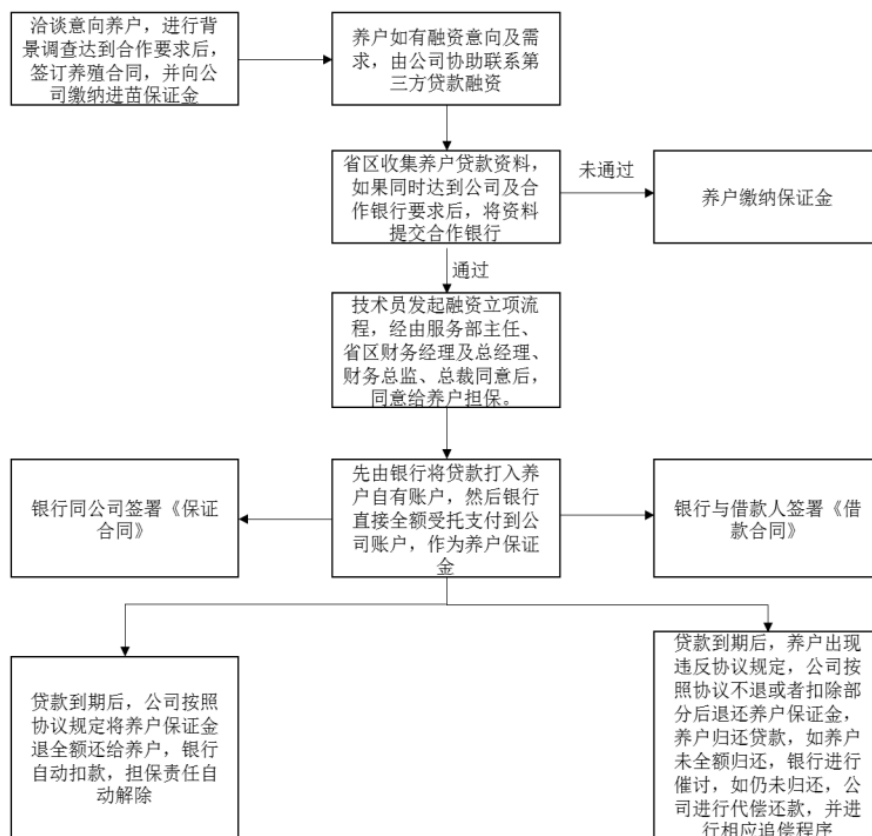 洽谈意向养户，进行背
景调查达到合作要求后，
签订养殖合同，并向公
司缴纳进苗保证金
养户如有融资意向及需
求，由公司协助联系第
三方贷款融资
省区收集养户贷款资料，
如果同时达到公司及合
作银行要求后，将资料
提交合作银行
未通过
养户缴纳保证金
通过
技术员发起融资立项流
程，经由服务部主任、
省区财务经理及总经理、
财务总监、总裁同意后，
同意给养户担保。
银行同公司签署《保证
合同》
先由银行将贷款打入养
户自有账户，然后银行
直接全额受托支付到公
司账户，作为养户保证
金
银行与借款人签署《借
款合同》
贷款到期后，公司按照
协议规定将养户保证金
退全额还给养户，银行
自动扣款，担保责任自
动解除
贷款到期后，养户出现
违反协议规定，公司按
照协议不退或者扣除部
分后退还养户保证金，
养户归还贷款，如养户
未全额归还，银行进行
催讨，如仍未归还，公
司进行代偿还款，并进
行相应追偿程序